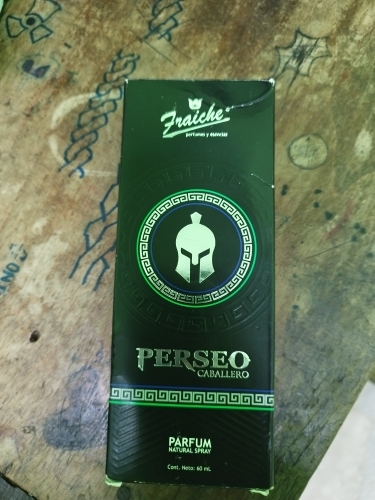 Fraiche
perfumes y esencias
PERSEO
CABALLERO
PARFUM
NATURAL SPRAY
Cont. Neto: 60 mL